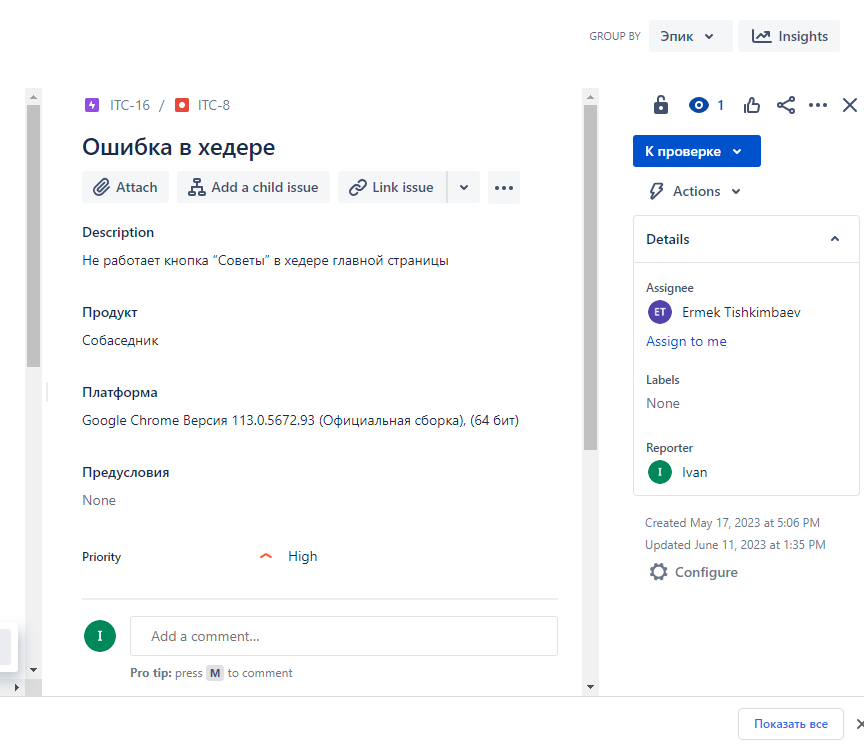 GROUP BY Эпик Insights
ITC-16 / ITC-8
1
Ошибка в хедере
К проверке
Attach Add a child issue Link issue
Actions
Description
Не работает кнопка “Советы” в хедере главной страницы
Продукт
Собаседник
Платформа
Google Chrome Версия 113.0.5672.93 (Официальная сборка), (64 бит)
Предусловия
None
Priority High
I Add a comment...
Pro tip: press M to comment
Details
Assignee
ET Ermek Tishkimbaev
Assign to me
Labels
None
Reporter
I Ivan
Created May 17, 2023 at 5:06 PM
Updated June 11, 2023 at 1:35 PM
Configure
Показать все